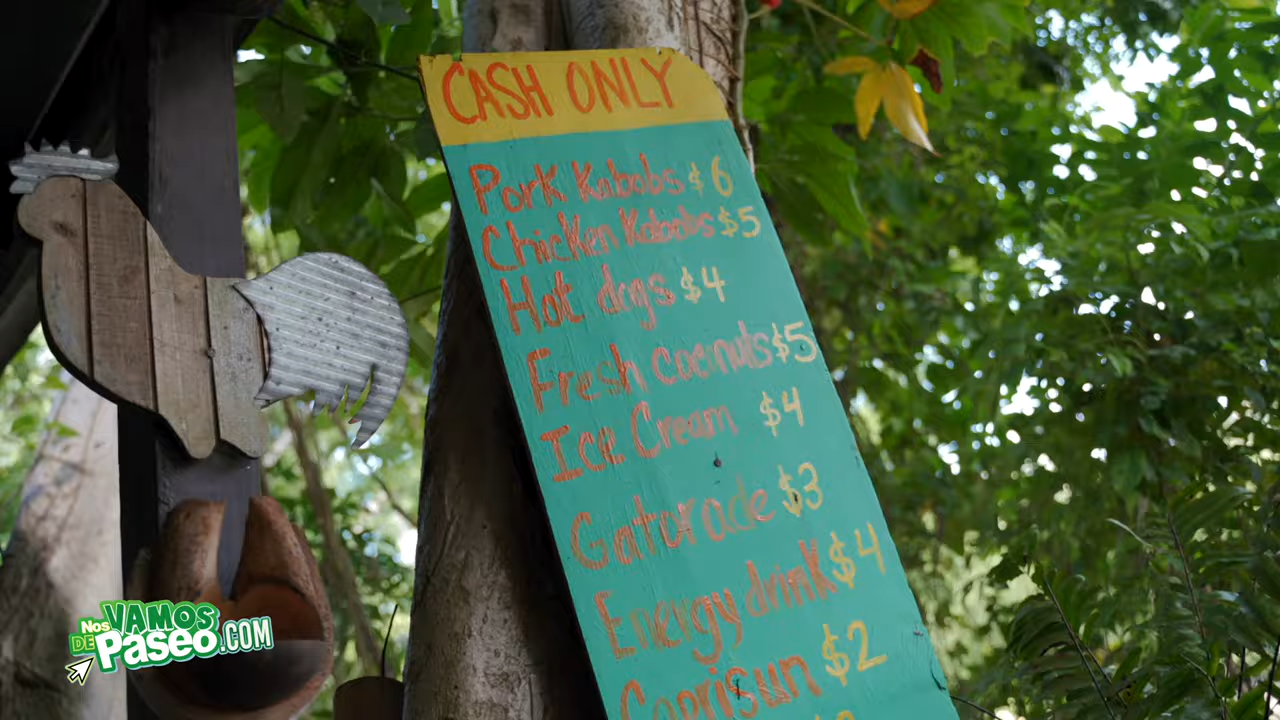 CASH ONLY
Pork Kabobs $6
Chicken Kabobs $5
Hot dogs $4
Fresh coconuts $5
Ice Cream $4
Gatorade $3
Energy drink $4
Caprisun $2
Nos VAMOS
DE PaSeo.COM